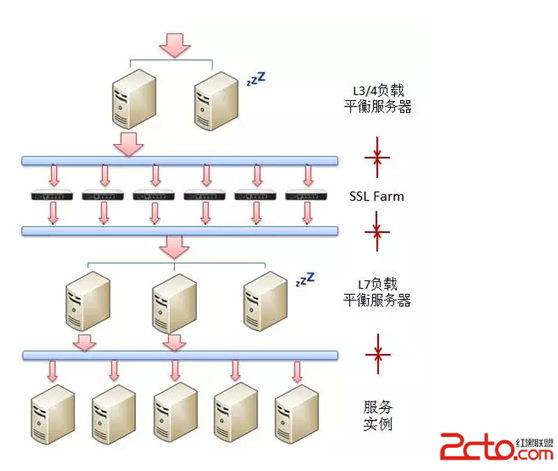 zzZ
L3/4负载
平衡服务器
SSL Farm
zzZ
L7负载
平衡服务器
服务
实例
红黑联盟
2cto.com